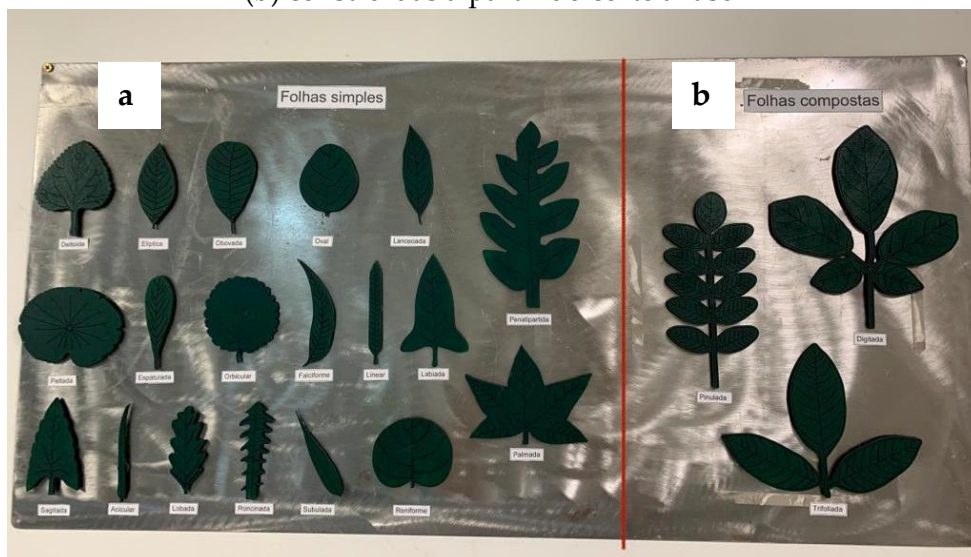 a
Folhas simples
b
Folhas compostas
Deltoide
Elíptica
Obovada
Oval
Lanceoada
Penalipartida
Peltada
Espatulada
Orbicular
Falciforme
Linear
Labiada
Palmada
Sagitada
Acicular
Lobada
Roncinada
Subulada
Reniforme
Pinulada
Digitada
Trifoliada